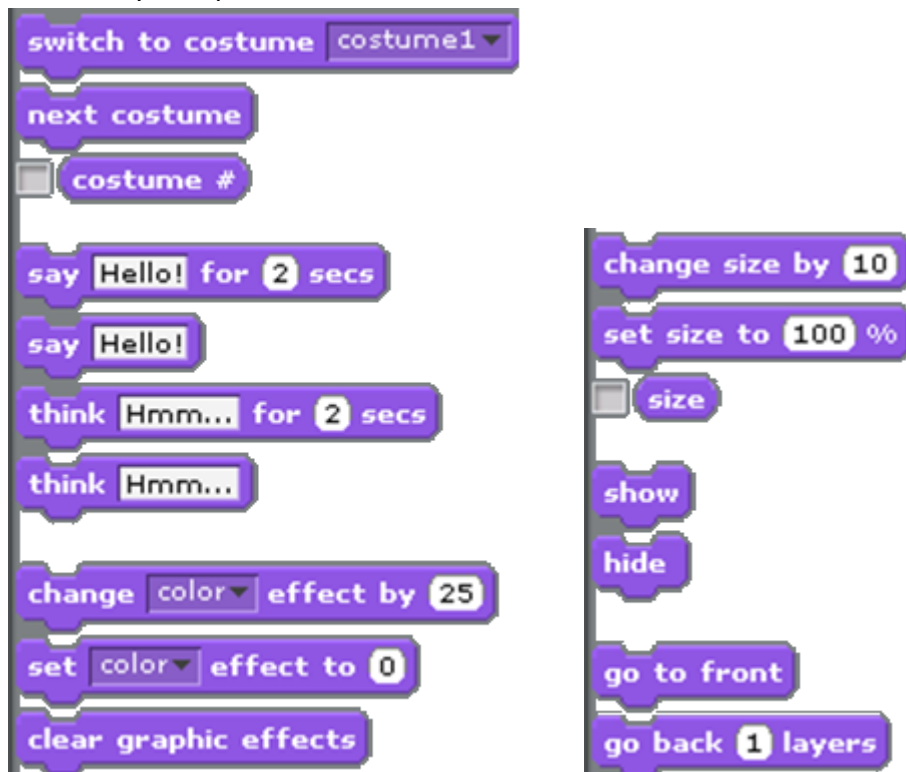 switch to costume costume1
next costume
costume #
say Hello! for 2 secs
say Hello!
think Hmm... for 2 secs
think Hmm...
change color effect by 25
set color effect to 0
clear graphic effects
change size by 10
set size to 100 %
size
show
hide
go to front
go back 1 layers